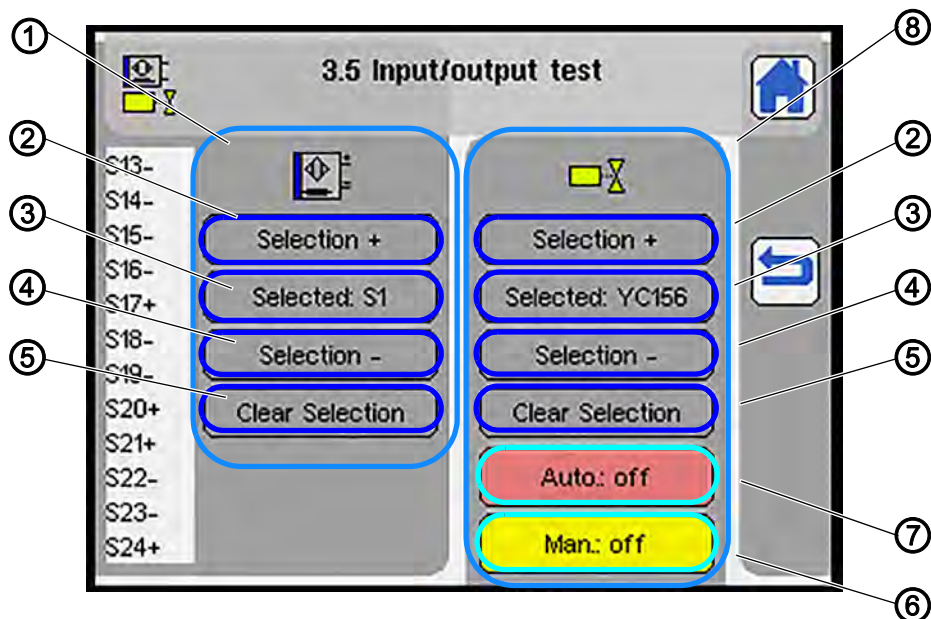 ① ⑧
3.5 Input/output test
② ②
③ ③
④ ④
⑤ ⑤
⑦
⑥
S13-
S14-
S15-
S16-
S17+
S18-
S19-
S20+
S21+
S22-
S23-
S24+
Selection +
Selected: S1
Selection -
Clear Selection
Selection +
Selected: YC156
Selection -
Clear Selection
Auto.: off
Man.: off